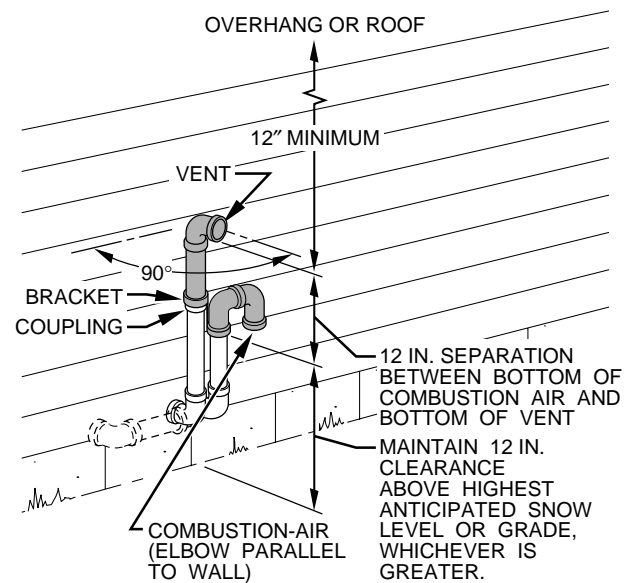 OVERHANG OR ROOF
12″ MINIMUM
VENT
90°
BRACKET
COUPLING
12 IN. SEPARATION
BETWEEN BOTTOM OF
COMBUSTION AIR AND
BOTTOM OF VENT
MAINTAIN 12 IN.
CLEARANCE
ABOVE HIGHEST
ANTICIPATED SNOW
LEVEL OR GRADE,
WHICHEVER IS
GREATER.
COMBUSTION-AIR
(ELBOW PARALLEL
TO WALL)